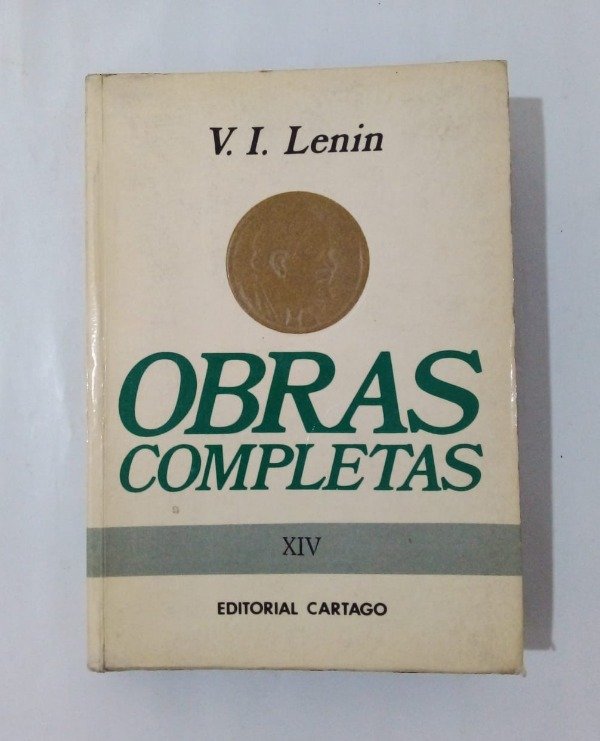 V. I. Lenin
OBRAS
COMPLETAS
XIV
EDITORIAL CARTAGO